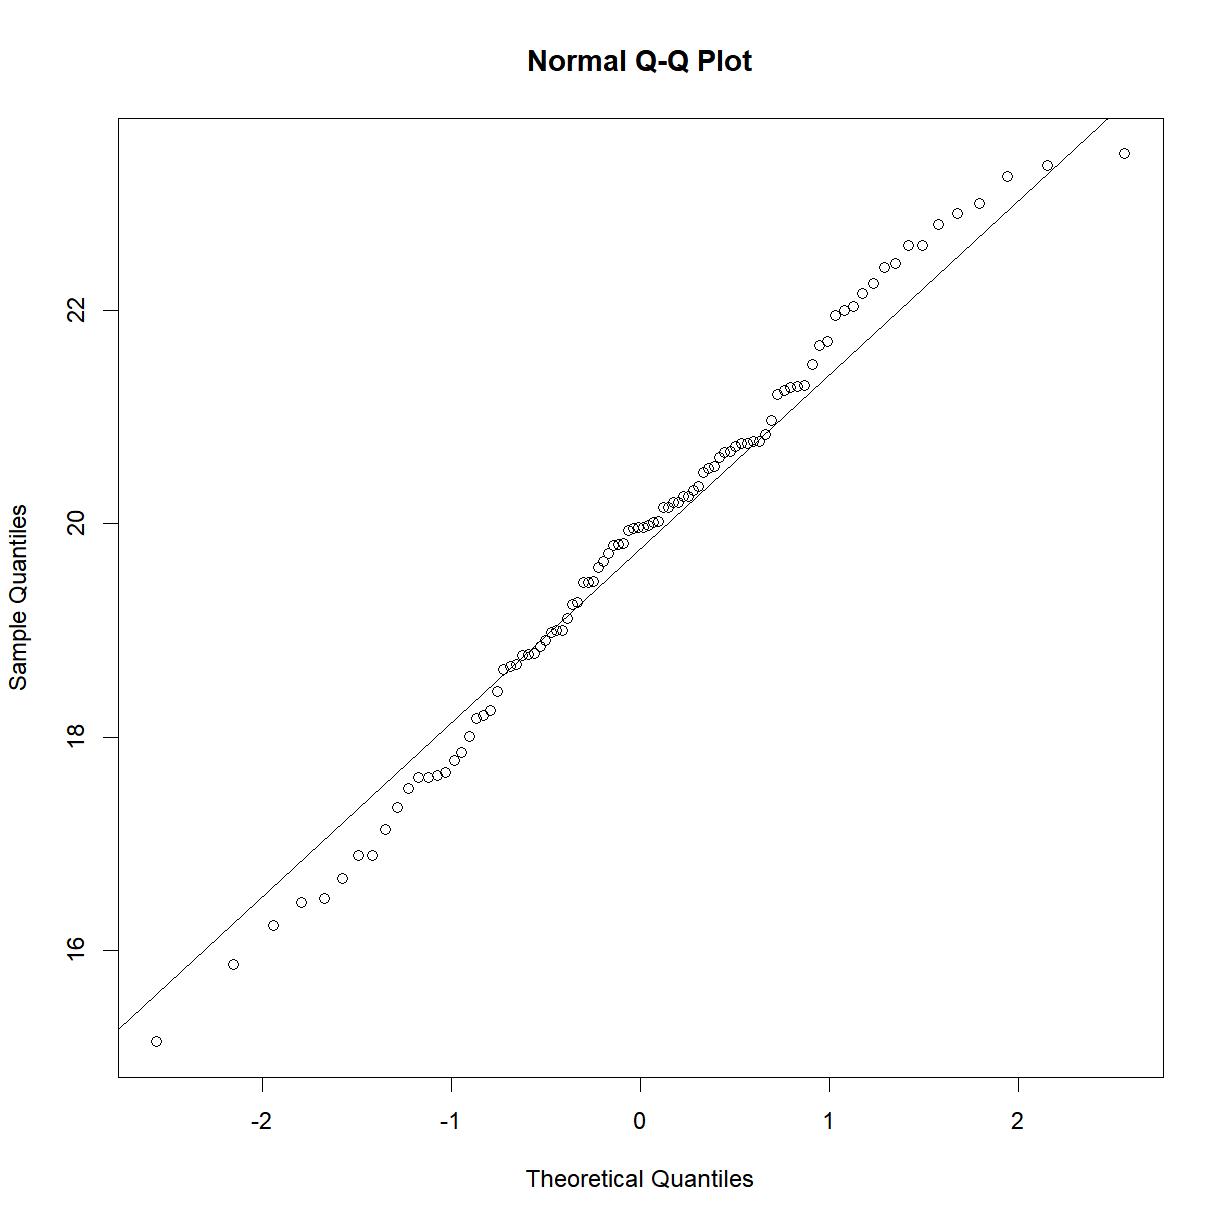 Normal Q-Q Plot
22
20
18
16
Sample Quantiles
-2 -1 0 1 2
Theoretical Quantiles